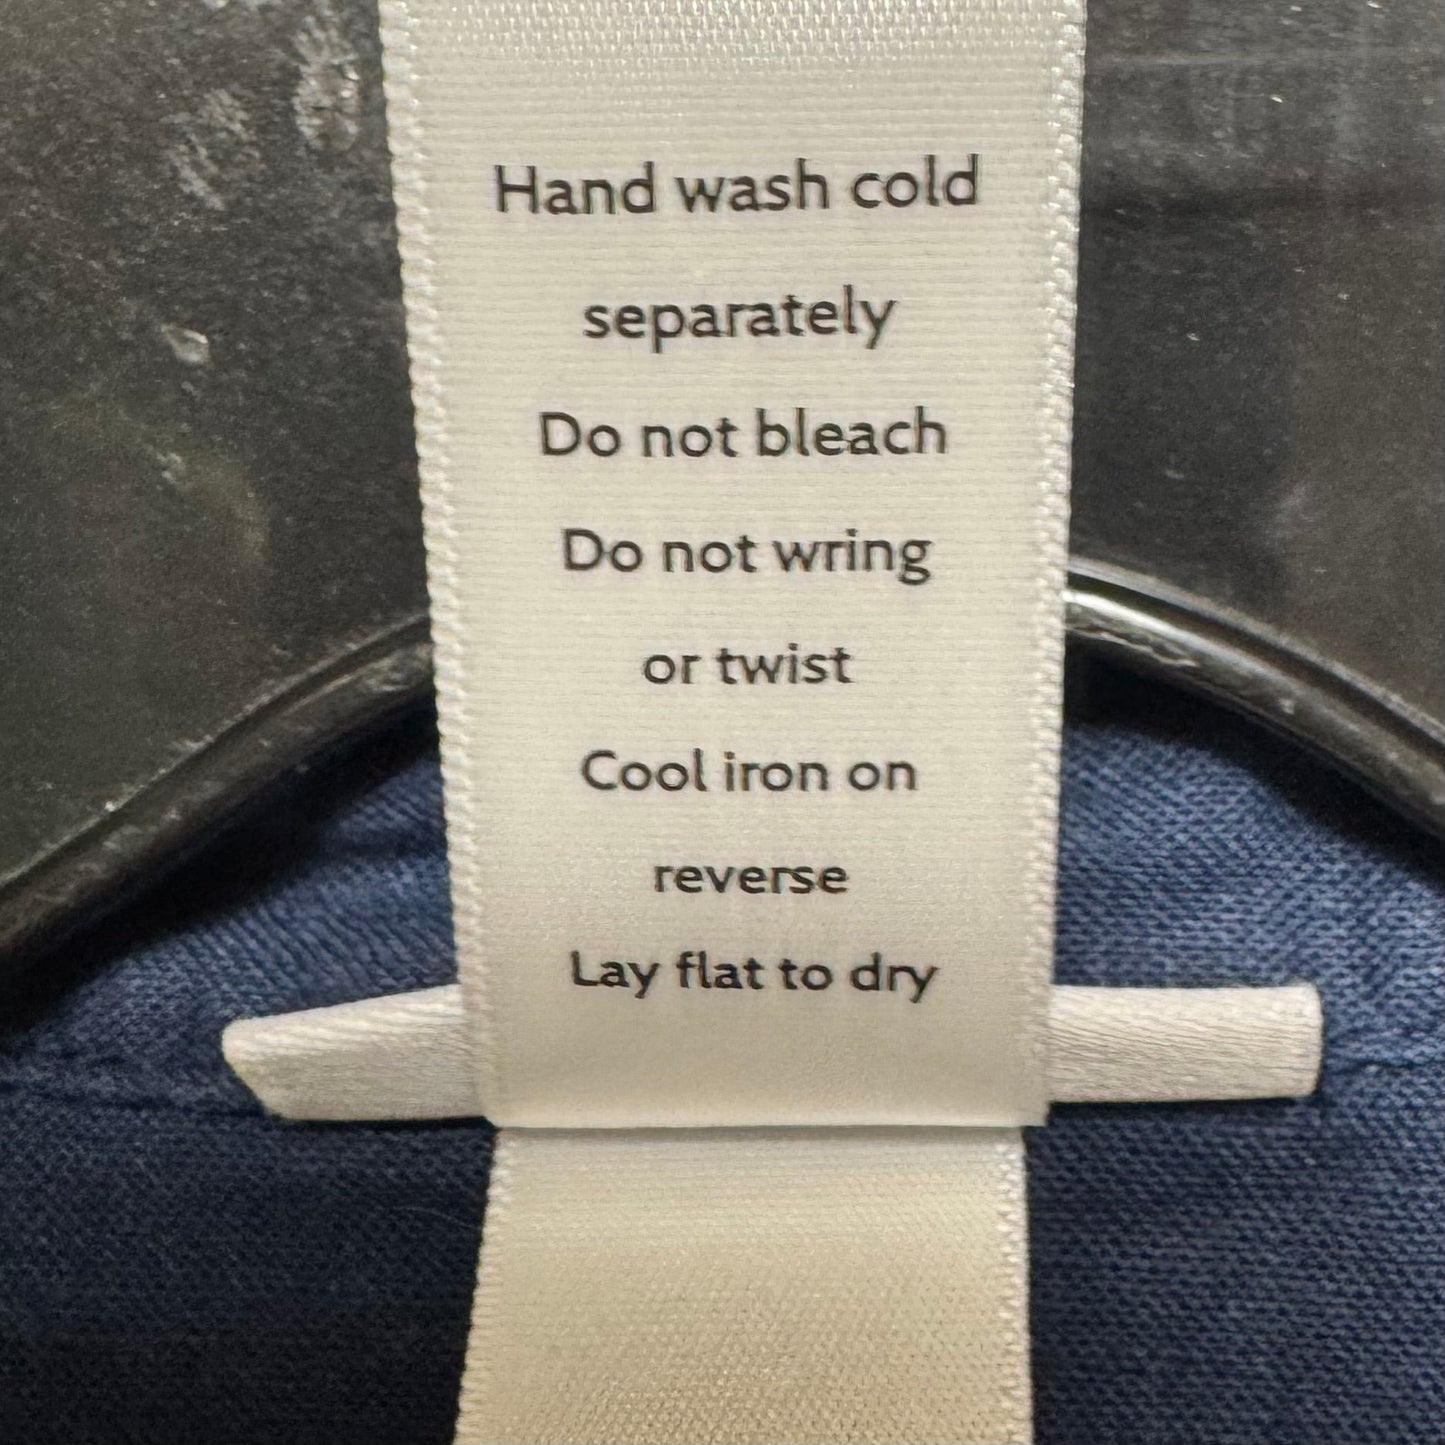 Hand wash cold
separately
Do not bleach
Do not wring
or twist
Cool iron on
reverse
Lay flat to dry